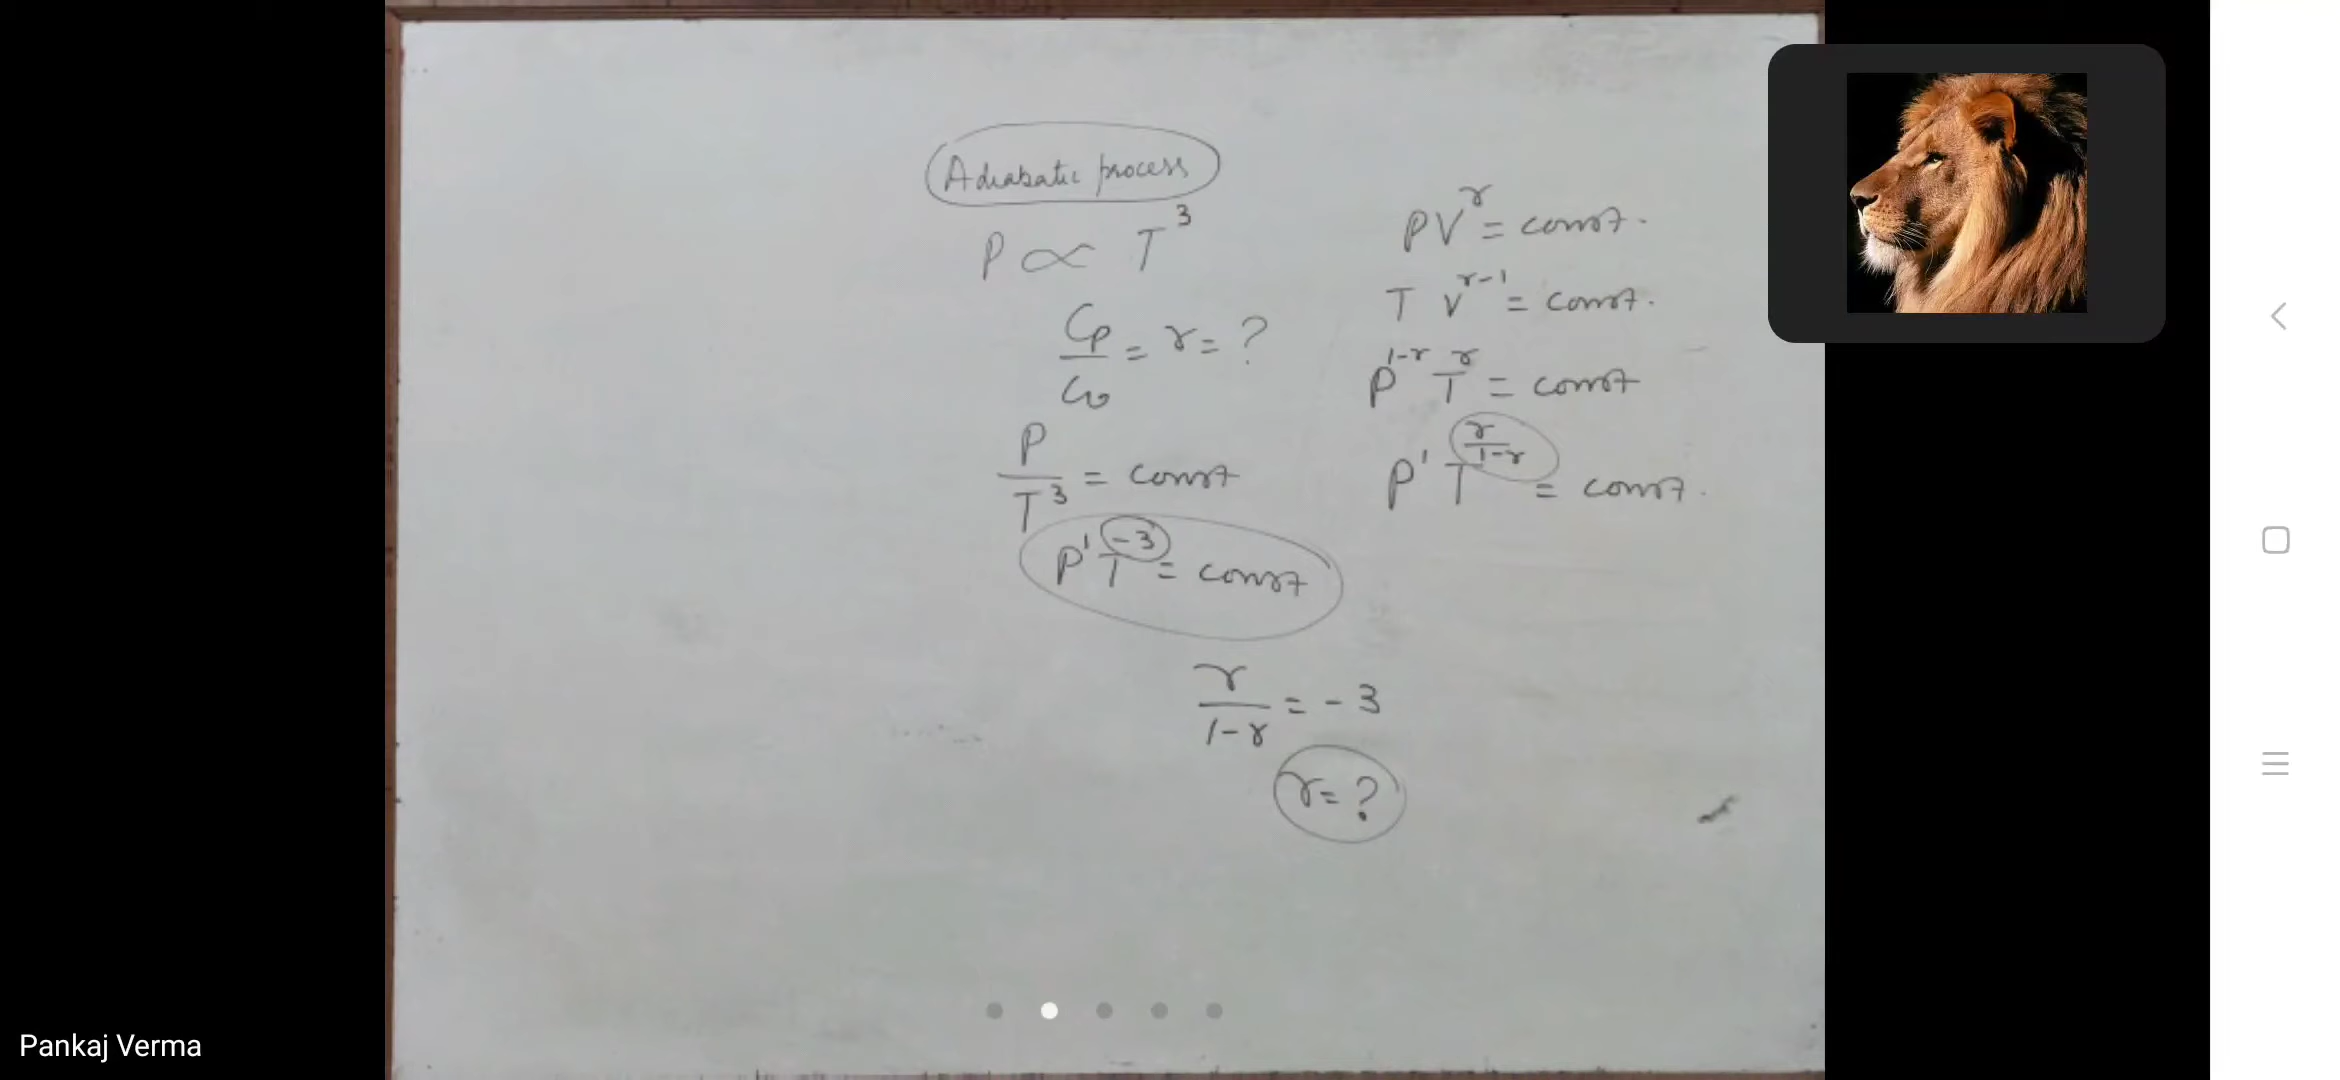 Adiabatic process
P ∝ T³
Cp/Cv = γ = ?
P/T³ = const
P¹ T⁻³ = const
PV^γ = const.
T V^(γ-1) = const.
P^(1-γ) T^γ = const
P¹ T^(γ/(1-γ)) = const.
γ/(1-γ) = -3
γ = ?
Pankaj Verma